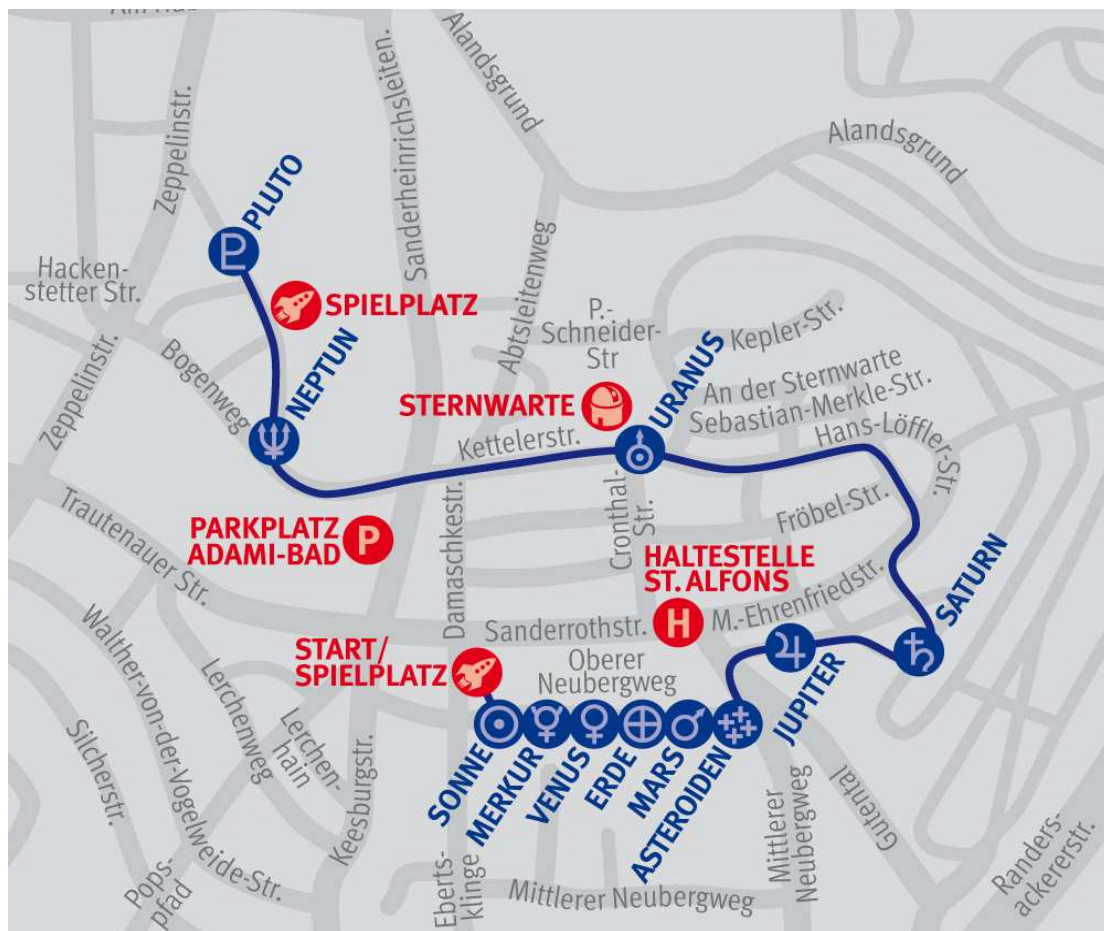 Zeppelinstr.
Sanderheinrichsleiten.
Alandsgrund
Alandsgrund
PLUTO
Hacken-
stetter Str.
SPIELPLATZ
Abtsleitenweg
P.-
Schneider-
Str
Kepler-Str.
Zeppelinstr.
Bogenweg
NEPTUN
STERNWARTE
URANUS
An der Sternwarte
Sebastian-Merkle-Str.
Hans-Löffler-Str.
Kettelerstr.
Trautenauer Str.
PARKPLATZ
ADAMI-BAD
P
Damaschkestr.
Cronthal-
Str.
Fröbel-Str.
HALTESTELLE
ST. ALFONS
H
M.-Ehrenfriedstr.
SATURN
Sanderrothstr.
START/
SPIELPLATZ
Oberer
Neubergweg
JUPITER
Walther-von-der-Vogelweide-Str.
Lerchenweg
Lerchen-
hain
Silcherstr.
SONNE
MERKUR
VENUS
ERDE
MARS
ASTEROIDEN
Keesburgstr.
Mittlerer
Neubergweg
Gutental
Pops-
pfad
Eberts-
klinge
Mittlerer Neubergweg
Randers-
ackererstr.